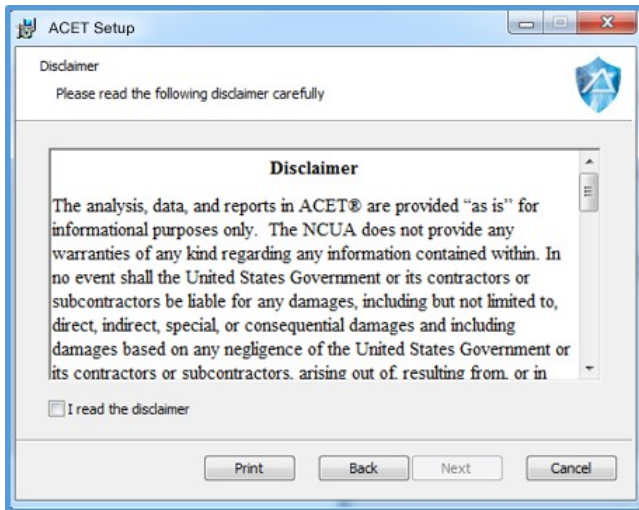 ACET Setup
Disclaimer
Please read the following disclaimer carefully
Disclaimer
The analysis, data, and reports in ACET® are provided “as is” for
informational purposes only.  The NCUA does not provide any
warranties of any kind regarding any information contained within. In
no event shall the United States Government or its contractors or
subcontractors be liable for any damages, including but not limited to,
direct, indirect, special, or consequential damages and including
damages based on any negligence of the United States Government or
its contractors or subcontractors, arising out of, resulting from, or in
I read the disclaimer
Print Back Next Cancel